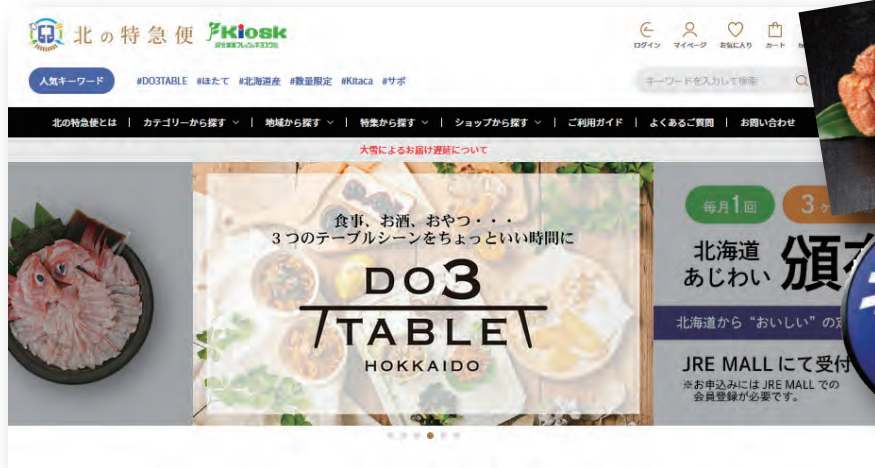 北の特急便 Kiosk
ログイン マイページ お気に入り カート
人気キーワード #DO3TABLE #ほたて #北海道産 #数量限定 #Kitaca #サボ
キーワードを入力して検索
北の特急便とは | カテゴリーから探す | 地域から探す | 特集から探す | ショップから探す | ご利用ガイド | よくあるご質問 | お問い合わせ
大雪によるお届け遅延について
食事、お酒、おやつ・・・
3つのテーブルシーンをちょっといい時間に
DO3
TABLE
HOKKAIDO
毎月1回 3
北海道
あじわい 頒
北海道から“おいしい”の
JRE MALL にて受付
※お申込みには JRE MALL での
会員登録が必要です。